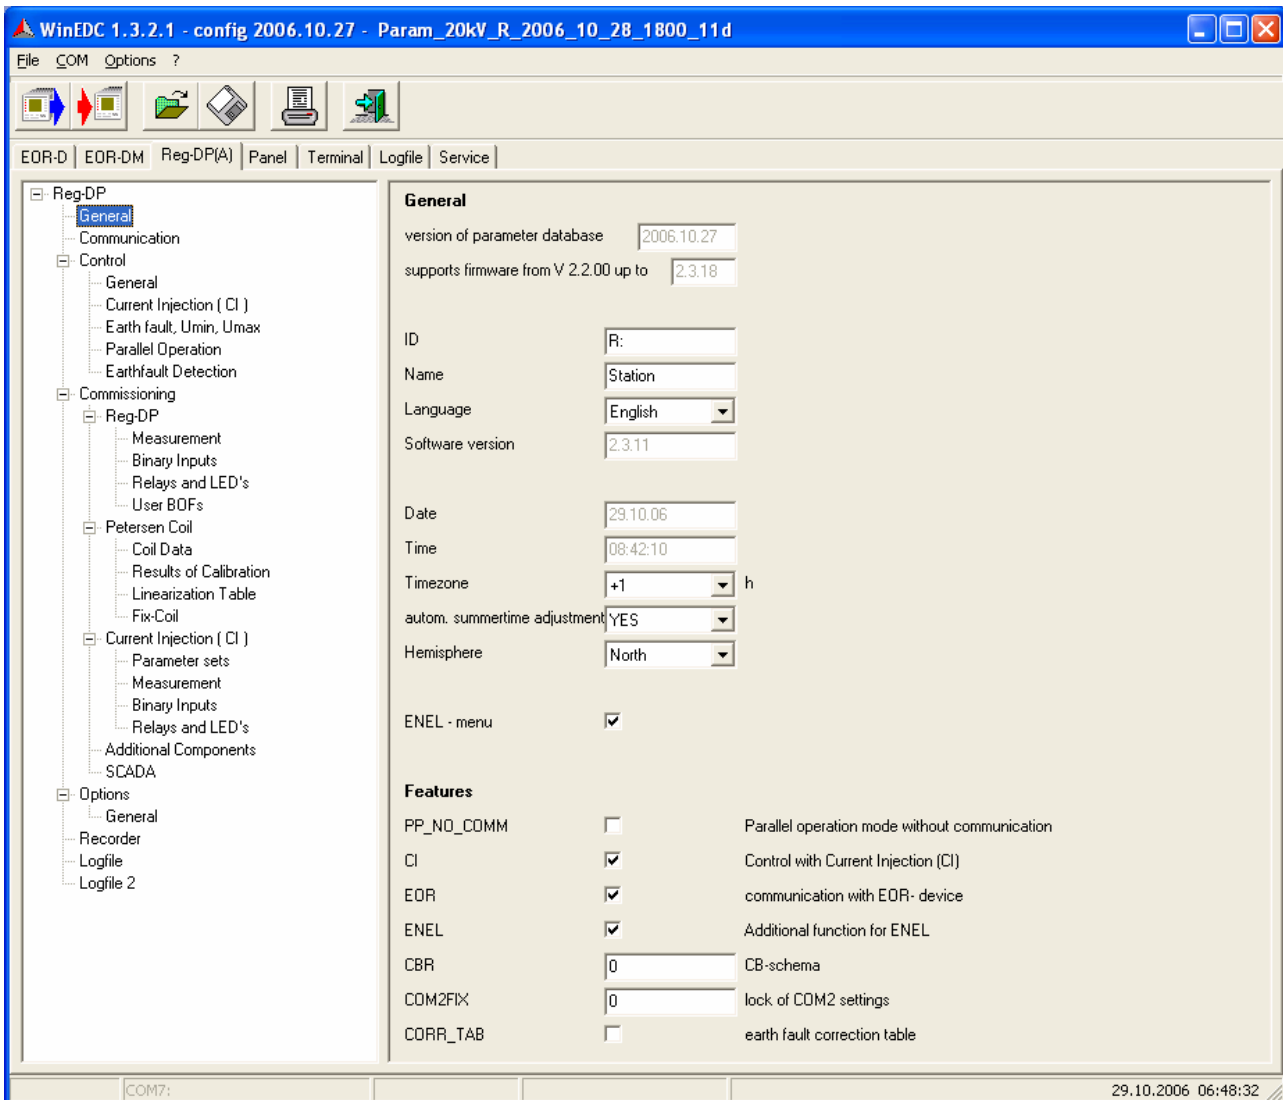 WinEDC 1.3.2.1 - config 2006.10.27 - Param_20kV_R_2006_10_28_1800_11d
File COM Options ?
EOR-D EOR-DM Reg-DP(A) Panel Terminal Logfile Service
Reg-DP
General
Communication
Control
General
Current Injection ( CI )
Earth fault, Umin, Umax
Parallel Operation
Earthfault Detection
Commissioning
Reg-DP
Measurement
Binary Inputs
Relays and LED's
User BOFs
Petersen Coil
Coil Data
Results of Calibration
Linearization Table
Fix-Coil
Current Injection ( CI )
Parameter sets
Measurement
Binary Inputs
Relays and LED's
Additional Components
SCADA
Options
General
Recorder
Logfile
Logfile 2
General
version of parameter database 2006.10.27
supports firmware from V 2.2.00 up to 2.3.18
ID R:
Name Station
Language English
Software version 2.3.11
Date 29.10.06
Time 08:42:10
Timezone +1 h
autom. summertime adjustment YES
Hemisphere North
ENEL - menu
Features
PP_NO_COMM Parallel operation mode without communication
CI Control with Current Injection (CI)
EOR communication with EOR- device
ENEL Additional function for ENEL
CBR 0 CB-schema
COM2FIX 0 lock of COM2 settings
CORR_TAB earth fault correction table
COM7: 29.10.2006 06:48:32